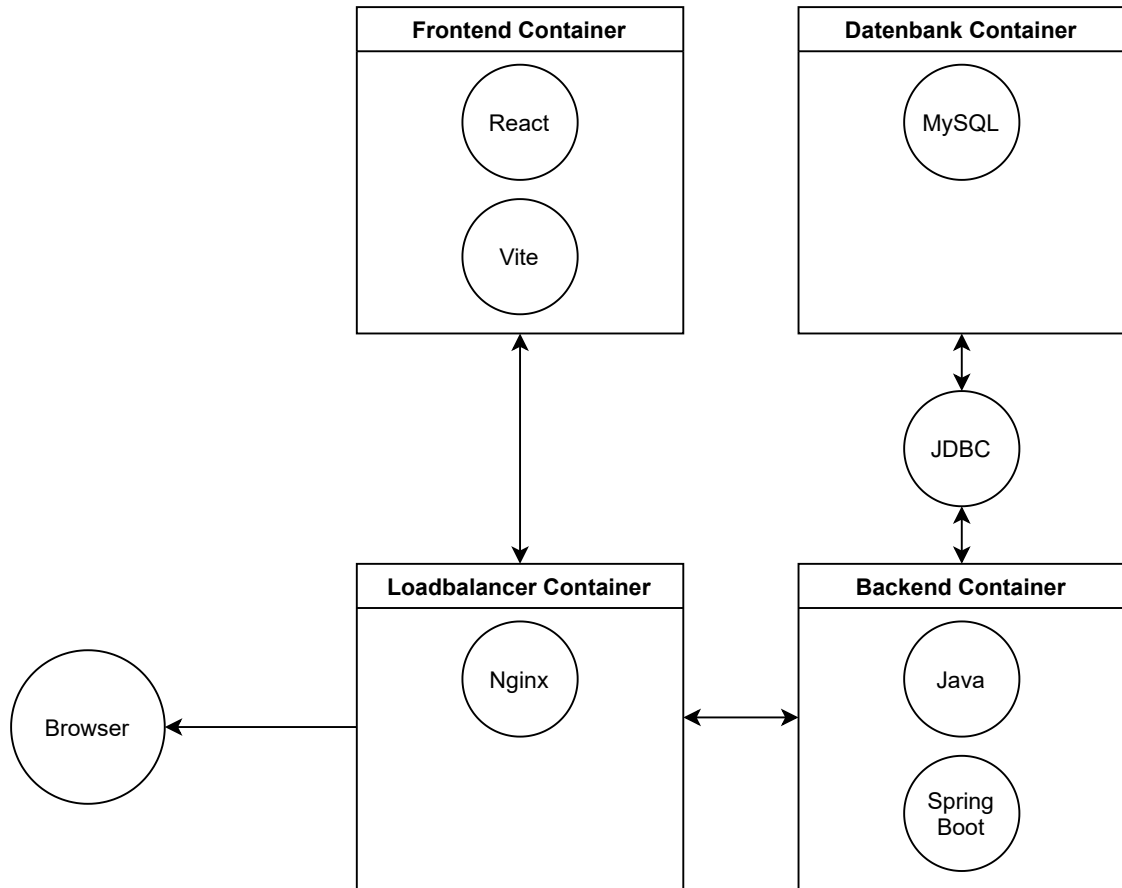 Frontend Container
React
Vite
Datenbank Container
MySQL
JDBC
Loadbalancer Container
Nginx
Backend Container
Java
Spring
Boot
Browser